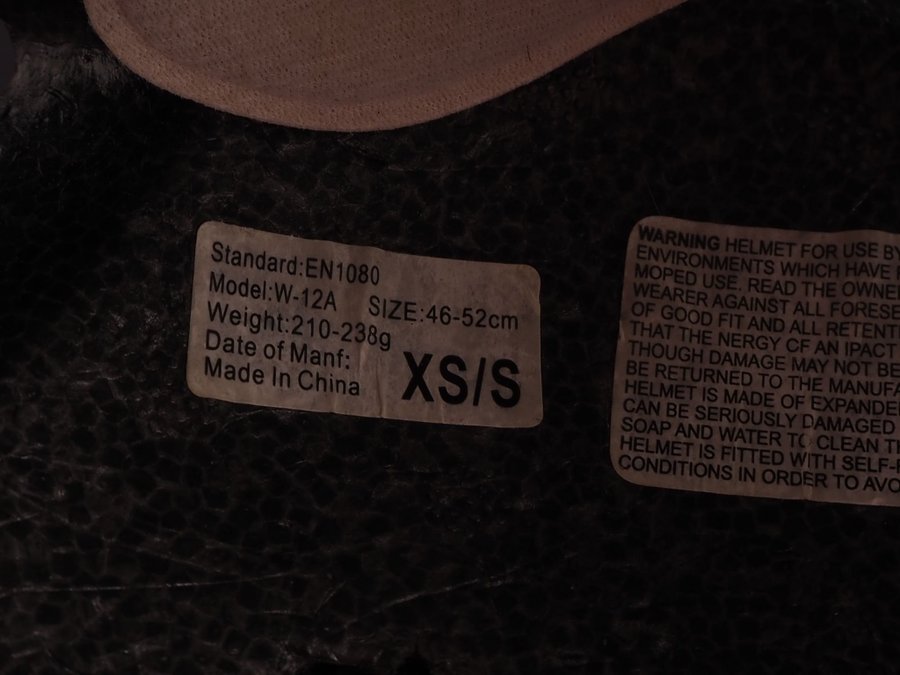 Standard:EN1080
Model:W-12A SIZE:46-52cm
Weight:210-238g
Date of Manf:
Made In China
XS/S
WARNING HELMET FOR USE BY
ENVIRONMENTS WHICH HAVE
MOPED USE. READ THE OWNE
WEARER AGAINST ALL FORESE
OF GOOD FIT AND ALL RETENT
THAT THE NERGY CF AN IPACT
THOUGH DAMAGE MAY NOT BE
BE RETURNED TO THE MANUFA
HELMET IS MADE OF EXPANDE
CAN BE SERIOUSLY DAMAGED
SOAP AND WATER TO CLEAN T
HELMET IS FITTED WITH SELF-
CONDITIONS IN ORDER TO AVO